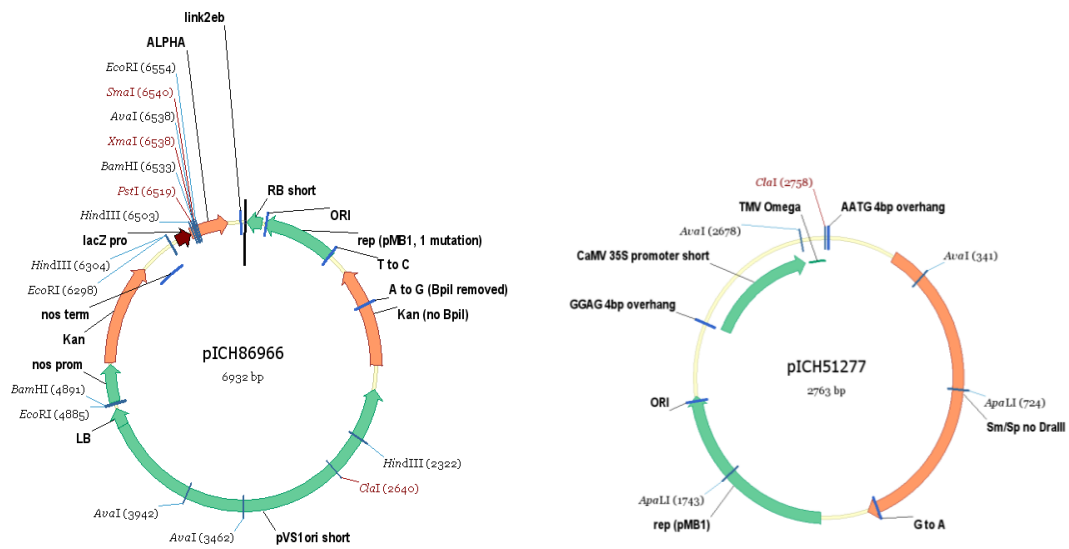 link2eb
ALPHA
EcoRI (6554)
SmaI (6540)
AvaI (6538)
XmaI (6538)
BamHI (6533)
PstI (6519)
HindIII (6503)
lacZ pro
HindIII (6304)
EcoRI (6298)
nos term
Kan
nos prom
BamHI (4891)
EcoRI (4885)
LB
AvaI (3942)
AvaI (3462)
pVS1ori short
ClaI (2640)
HindIII (2322)
Kan (no BpiI)
A to G (BpiI removed)
T to C
rep (pMB1, 1 mutation)
ORI
RB short
pICH86966
6932 bp
ClaI (2758)
TMV Omega
AATG 4bp overhang
AvaI (2678)
CaMV 35S promoter short
AvaI (341)
GGAG 4bp overhang
pICH51277
2763 bp
ORI
ApaLI (724)
Sm/Sp no DraIII
ApaLI (1743)
rep (pMB1)
G to A